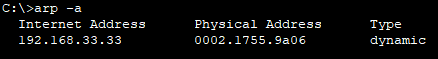 C:\>arp -a
  Internet Address      Physical Address      Type
  192.168.33.33         0002.1755.9a06        dynamic